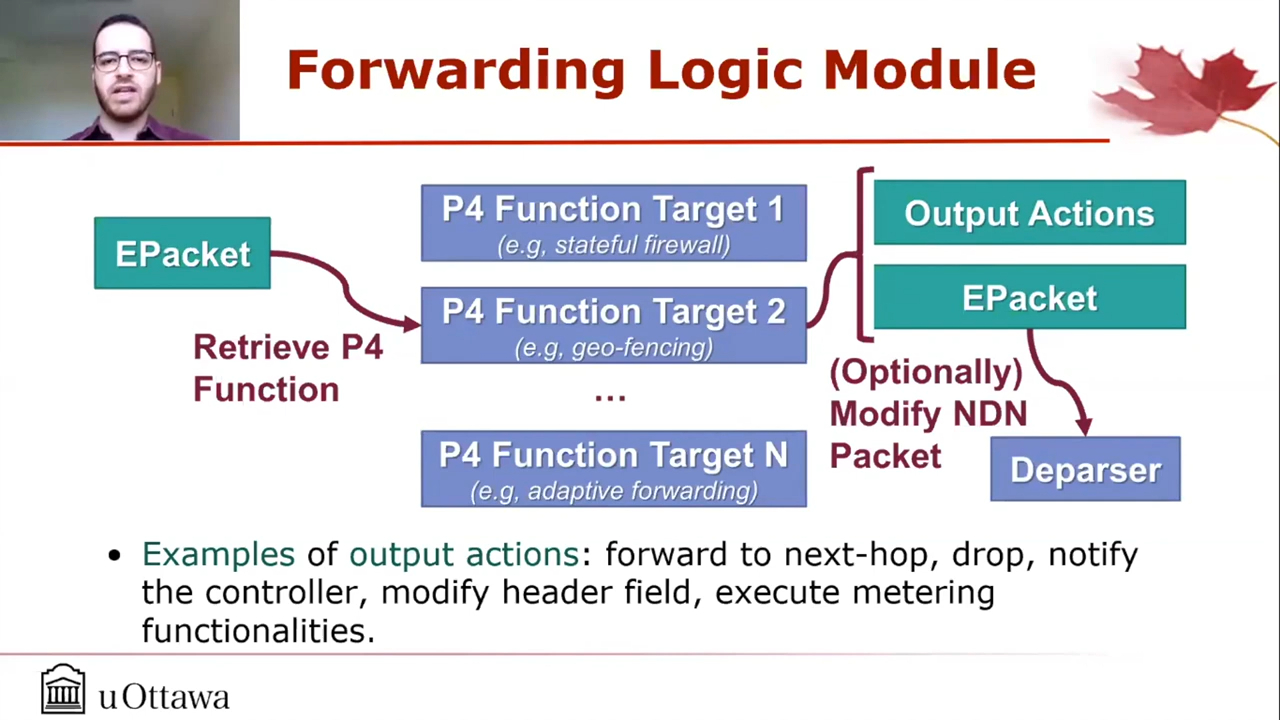 Forwarding Logic Module
EPacket
Retrieve P4
Function
P4 Function Target 1
(e.g, stateful firewall)
P4 Function Target 2
(e.g, geo-fencing)
...
P4 Function Target N
(e.g, adaptive forwarding)
Output Actions
EPacket
(Optionally)
Modify NDN
Packet
Deparser
• Examples of output actions: forward to next-hop, drop, notify
the controller, modify header field, execute metering
functionalities.
uOttawa